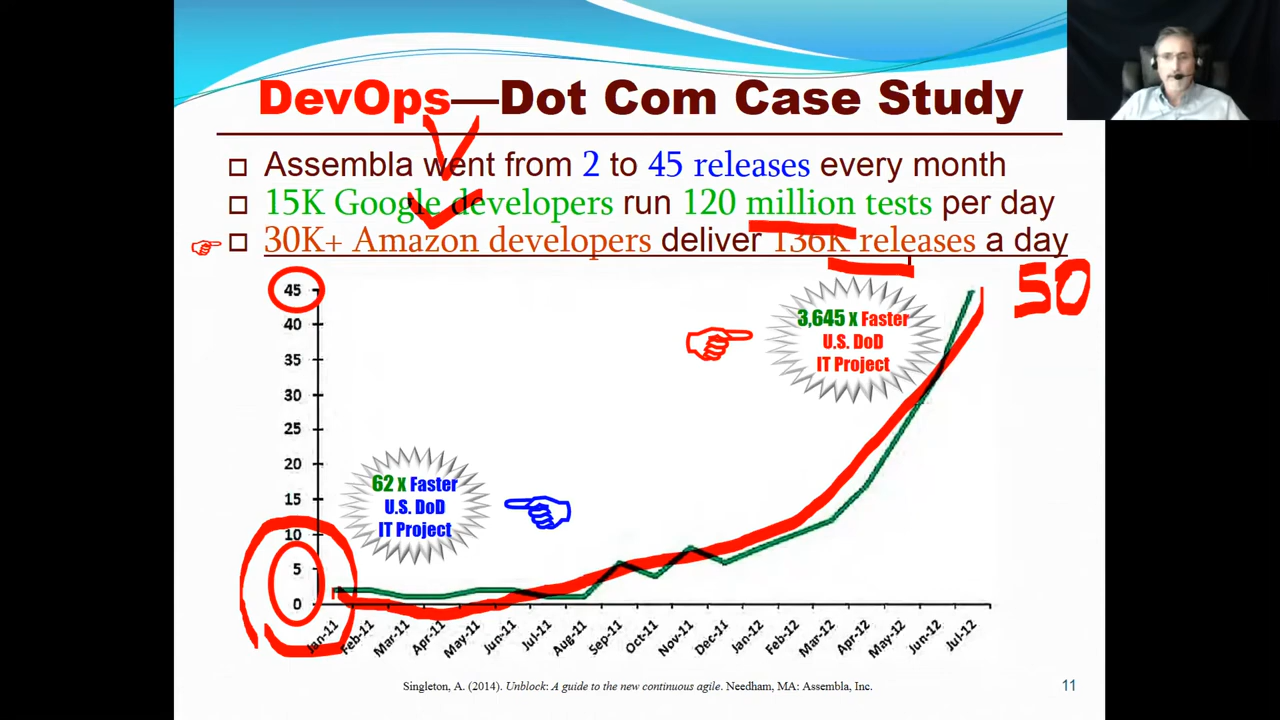 DevOps—Dot Com Case Study
Assembla went from 2 to 45 releases every month
15K Google developers run 120 million tests per day
30K+ Amazon developers deliver 136K releases a day
50
45
40
35
30
25
20
15
10
5
0
3,645 x Faster
U.S. DoD
IT Project
62 x Faster
U.S. DoD
IT Project
Jan-11 Feb-11 Mar-11 Apr-11 May-11 Jun-11 Jul-11 Aug-11 Sep-11 Oct-11 Nov-11 Dec-11 Jan-12 Feb-12 Mar-12 Apr-12 May-12 Jun-12 Jul-12
Singleton, A. (2014). Unblock: A guide to the new continuous agile. Needham, MA: Assembla, Inc.
11